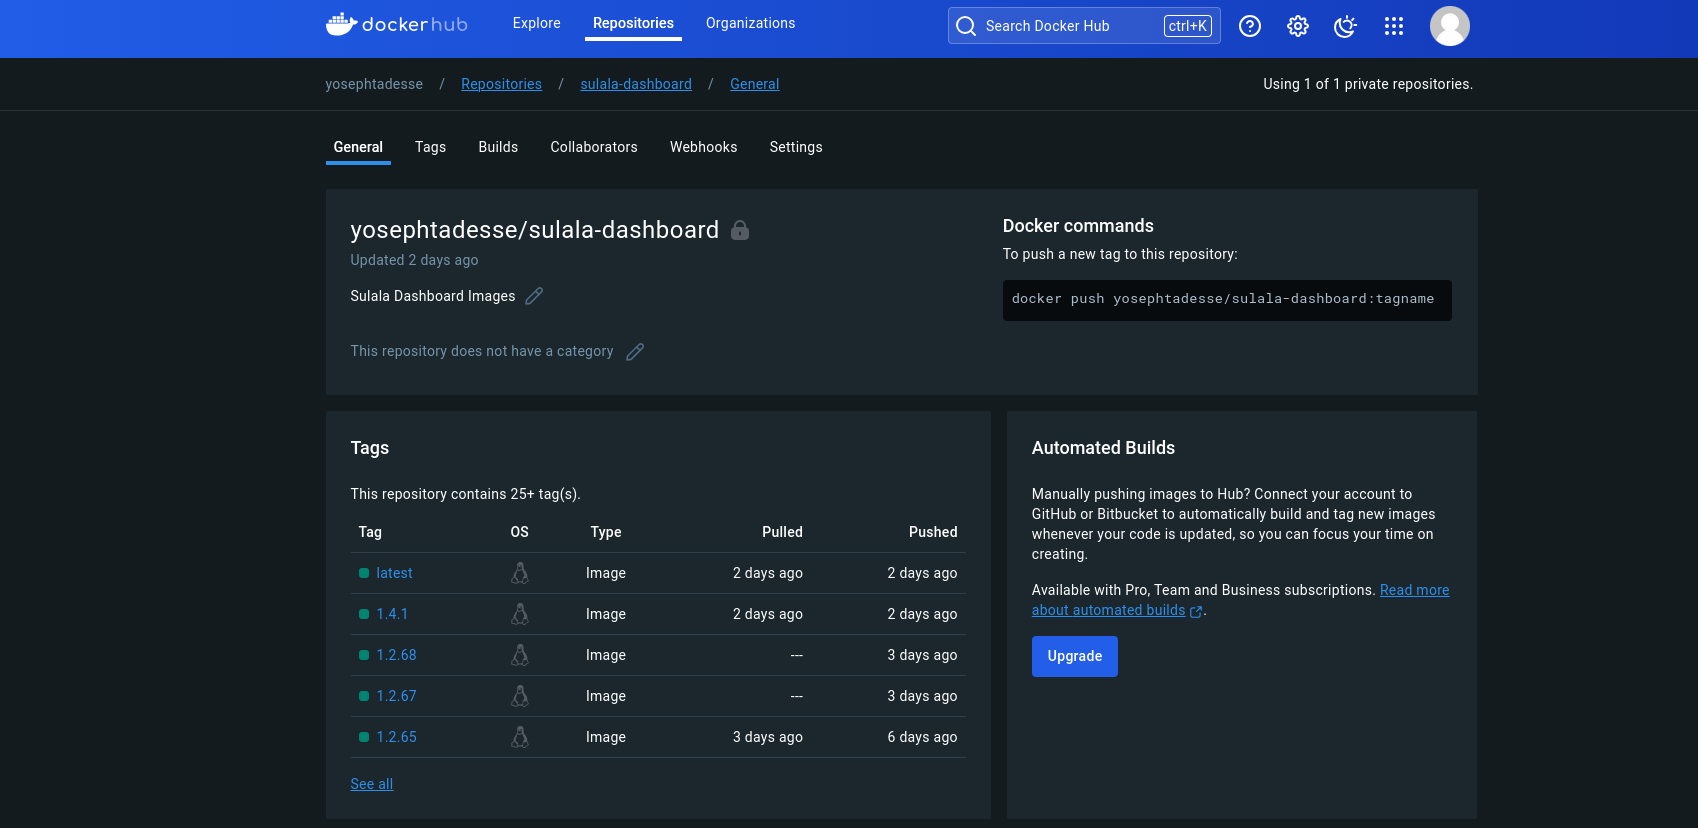 dockerhub Explore Repositories Organizations Search Docker Hub ctrl+K
yosephtadesse / Repositories / sulala-dashboard / General Using 1 of 1 private repositories.
General Tags Builds Collaborators Webhooks Settings
yosephtadesse/sulala-dashboard
Updated 2 days ago
Sulala Dashboard Images
This repository does not have a category
Docker commands
To push a new tag to this repository:
docker push yosephtadesse/sulala-dashboard:tagname
Tags
This repository contains 25+ tag(s).
Tag OS Type Pulled Pushed
latest Image 2 days ago 2 days ago
1.4.1 Image 2 days ago 2 days ago
1.2.68 Image --- 3 days ago
1.2.67 Image --- 3 days ago
1.2.65 Image 3 days ago 6 days ago
See all
Automated Builds
Manually pushing images to Hub? Connect your account to
GitHub or Bitbucket to automatically build and tag new images
whenever your code is updated, so you can focus your time on
creating.
Available with Pro, Team and Business subscriptions. Read more
about automated builds.
Upgrade